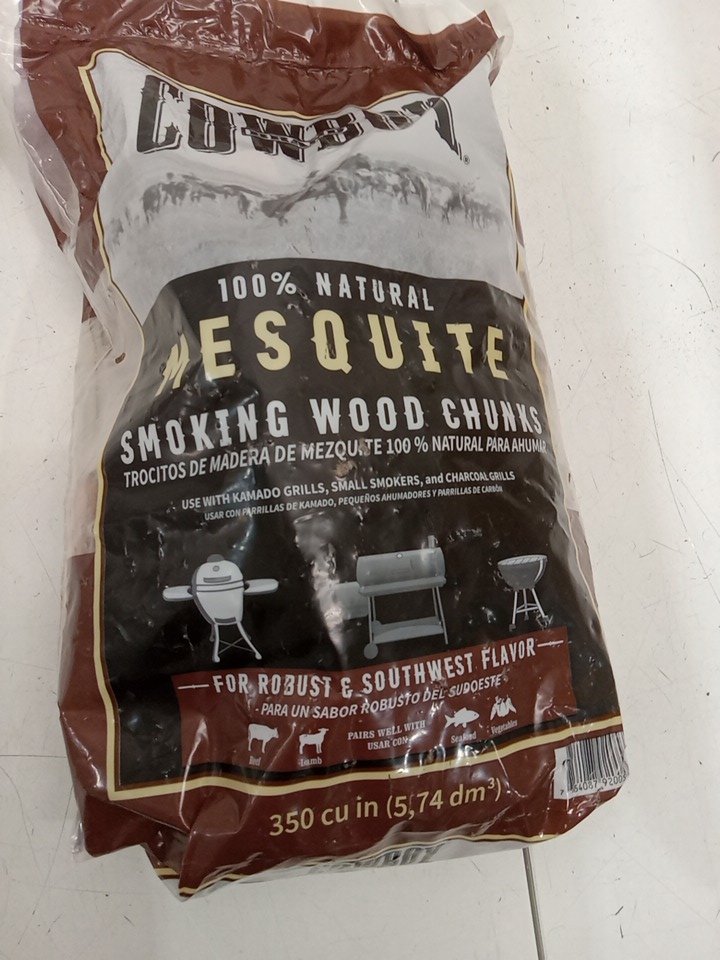 COWBOY®
100% NATURAL
MESQUITE
SMOKING WOOD CHUNKS
TROCITOS DE MADERA DE MEZQUITE 100 % NATURAL PARA AHUMAR
USE WITH KAMADO GRILLS, SMALL SMOKERS, and CHARCOAL GRILLS
USAR CON PARRILLAS DE KAMADO, PEQUEÑOS AHUMADORES Y PARRILLAS DE CARBÓN
FOR ROBUST & SOUTHWEST FLAVOR
- PARA UN SABOR ROBUSTO DEL SUDOESTE -
PAIRS WELL WITH
USAR CON
Beef
Lamb
Seafood
Vegetables
350 cu in (5,74 dm³)